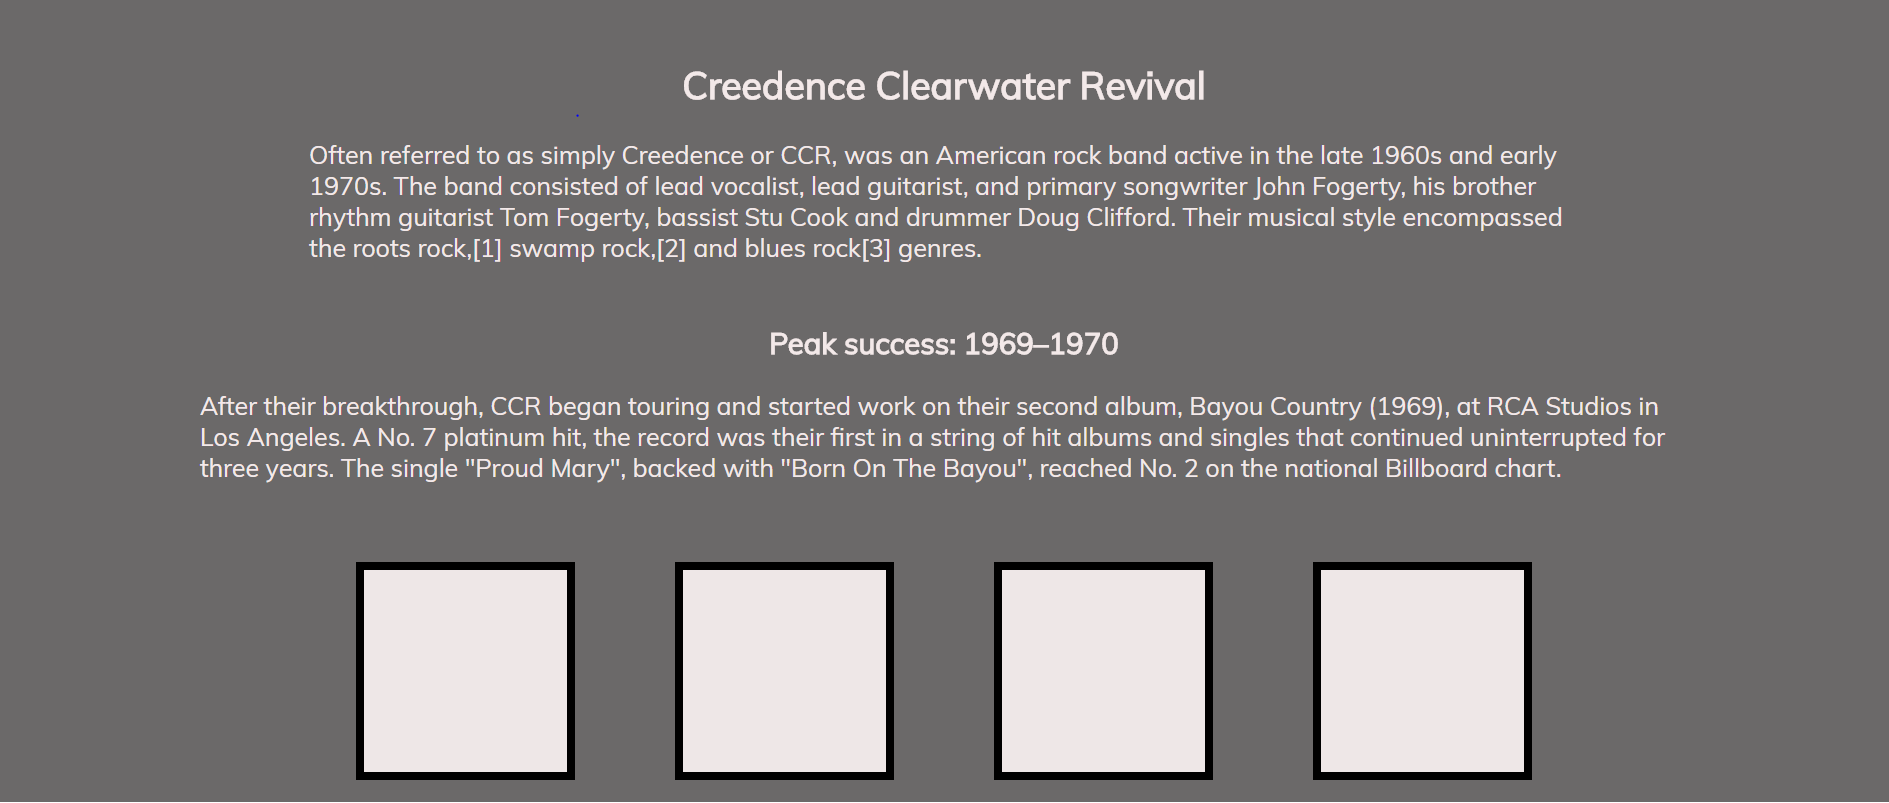 Creedence Clearwater Revival
Often referred to as simply Creedence or CCR, was an American rock band active in the late 1960s and early
1970s. The band consisted of lead vocalist, lead guitarist, and primary songwriter John Fogerty, his brother
rhythm guitarist Tom Fogerty, bassist Stu Cook and drummer Doug Clifford. Their musical style encompassed
the roots rock,[1] swamp rock,[2] and blues rock[3] genres.
Peak success: 1969–1970
After their breakthrough, CCR began touring and started work on their second album, Bayou Country (1969), at RCA Studios in
Los Angeles. A No. 7 platinum hit, the record was their first in a string of hit albums and singles that continued uninterrupted for
three years. The single "Proud Mary", backed with "Born On The Bayou", reached No. 2 on the national Billboard chart.